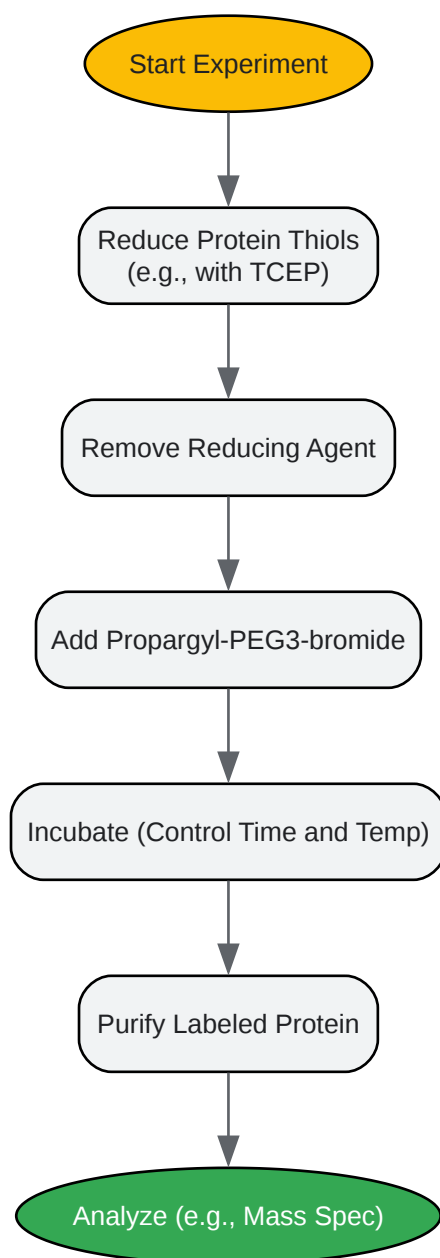 Start Experiment
Reduce Protein Thiols
(e.g., with TCEP)
Remove Reducing Agent
Add Propargyl-PEG3-bromide
Incubate (Control Time and Temp)
Purify Labeled Protein
Analyze (e.g., Mass Spec)